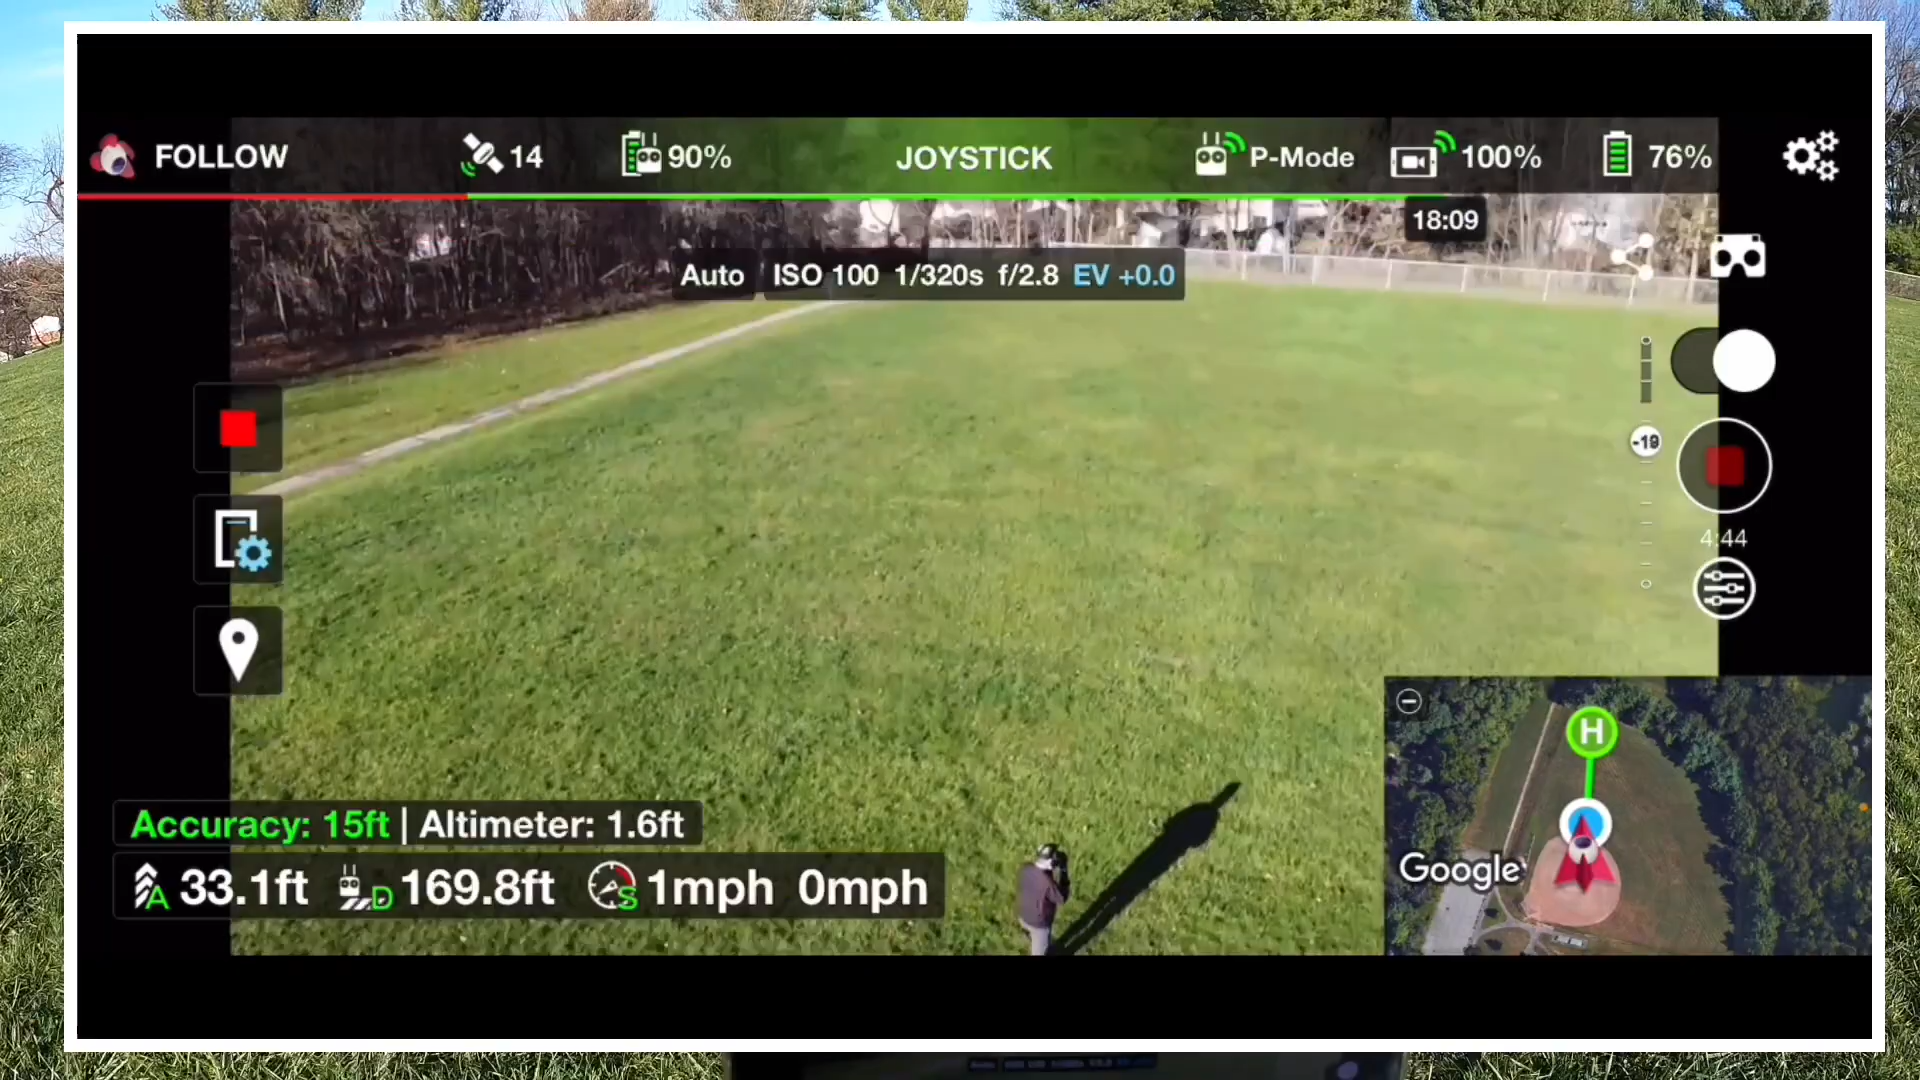 FOLLOW 14 90% JOYSTICK P-Mode 100% 76%
18:09
Auto ISO 100 1/320s f/2.8 EV +0.0
-19
4:44
H
Accuracy: 15ft | Altimeter: 1.6ft
A 33.1ft D 169.8ft S 1mph 0mph
Google